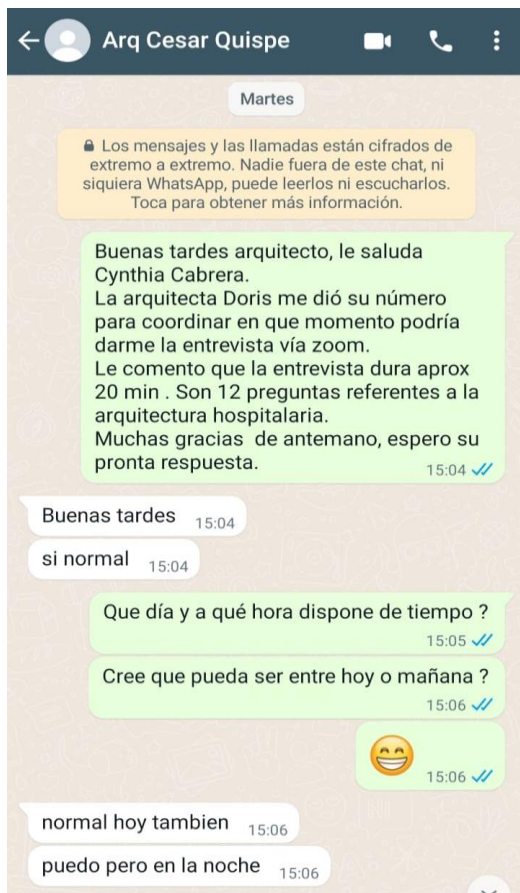 Arq Cesar Quispe
Martes
Los mensajes y las llamadas están cifrados de
extremo a extremo. Nadie fuera de este chat, ni
siquiera WhatsApp, puede leerlos ni escucharlos.
Toca para obtener más información.
Buenas tardes arquitecto, le saluda
Cynthia Cabrera.
La arquitecta Doris me dió su número
para coordinar en que momento podría
darme la entrevista vía zoom.
Le comento que la entrevista dura aprox
20 min . Son 12 preguntas referentes a la
arquitectura hospitalaria.
Muchas gracias de antemano, espero su
pronta respuesta. 15:04
Buenas tardes 15:04
si normal 15:04
Que día y a qué hora dispone de tiempo ?
15:05
Cree que pueda ser entre hoy o mañana ?
15:06
😁 15:06
normal hoy tambien 15:06
puedo pero en la noche 15:06